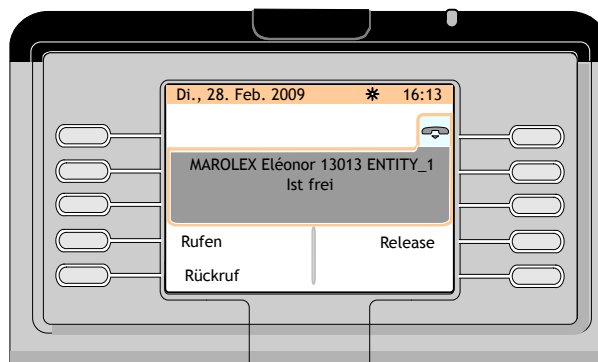 Di., 28. Feb. 2009 16:13
MAROLEX Eléonor 13013 ENTITY_1
Ist frei
Rufen Release
Rückruf